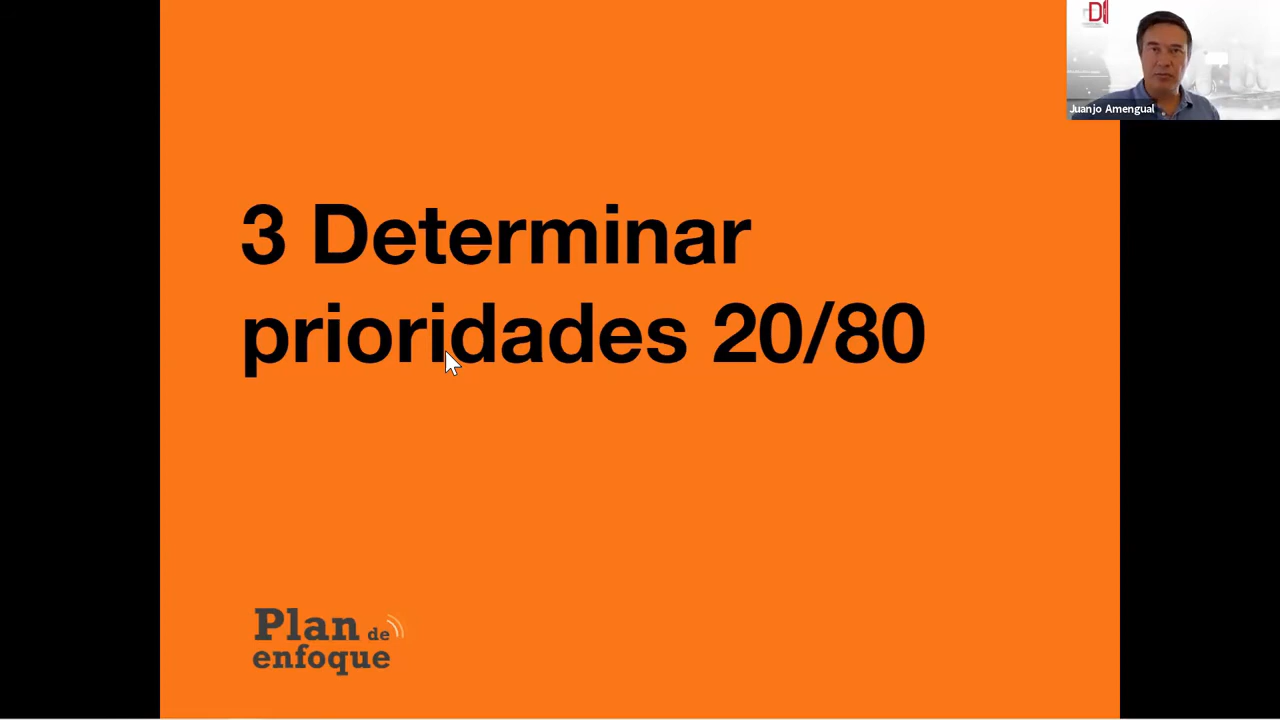 3 Determinar
prioridades 20/80
Plan de
enfoque
Juanjo Amengual